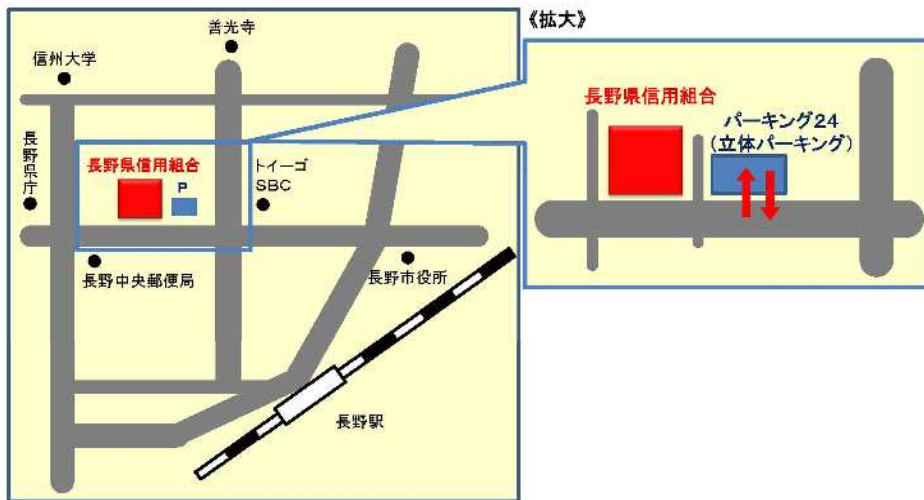 善光寺
信州大学
長野県庁
長野県信用組合
P
トイーゴ
SBC
長野中央郵便局
長野市役所
長野駅
《拡大》
長野県信用組合
パーキング24
(立体パーキング)